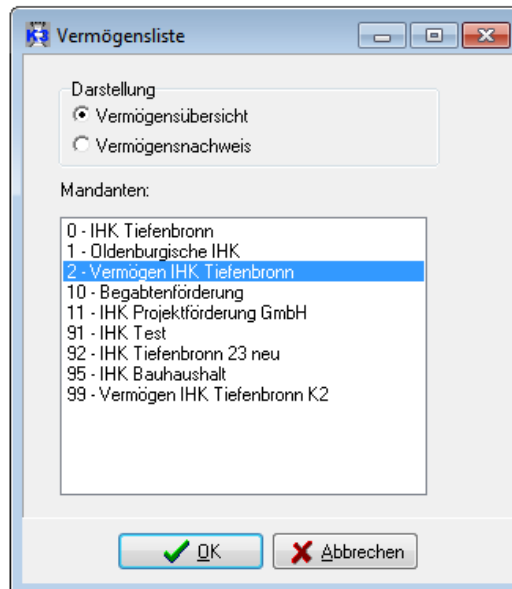 K3 Vermögensliste
Darstellung
Vermögensübersicht
Vermögensnachweis
Mandanten:
0 - IHK Tiefenbronn
1 - Oldenburgische IHK
2 - Vermögen IHK Tiefenbronn
10 - Begabtenförderung
11 - IHK Projektförderung GmbH
91 - IHK Test
92 - IHK Tiefenbronn 23 neu
95 - IHK Bauhaushalt
99 - Vermögen IHK Tiefenbronn K2
OK
Abbrechen